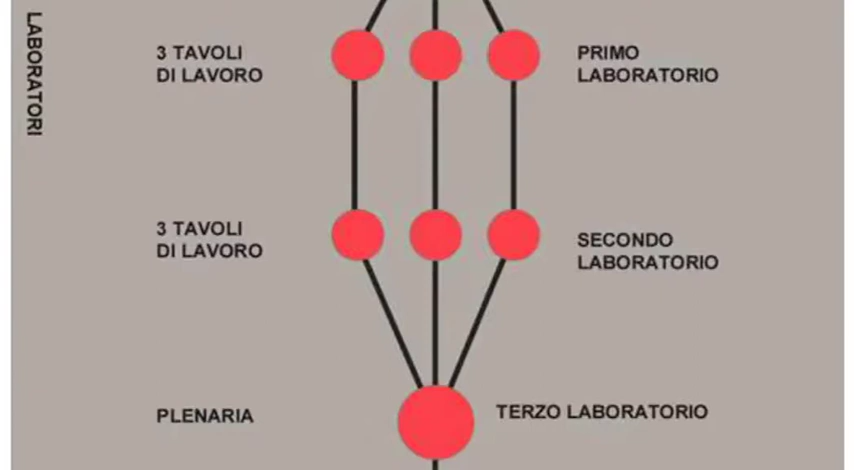 LABORATORI
3 TAVOLI
DI LAVORO
PRIMO
LABORATORIO
3 TAVOLI
DI LAVORO
SECONDO
LABORATORIO
PLENARIA
TERZO LABORATORIO